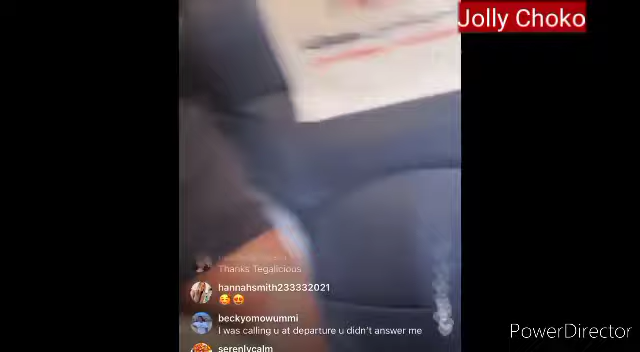 Jolly Choko
Thanks Tegalicious
hannahsmith233332021
beckyomowummi
I was calling u at departure u didn't answer me
serenlycalm
PowerDirector